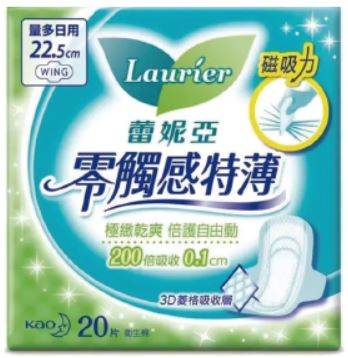 量多日用
22.5cm
WING
Laurier
磁吸力
蕾妮亞
零觸感特薄
極緻乾爽 倍護自由動
200倍吸收 0.1cm
3D菱格吸收層
Kao 20片 衛生棉